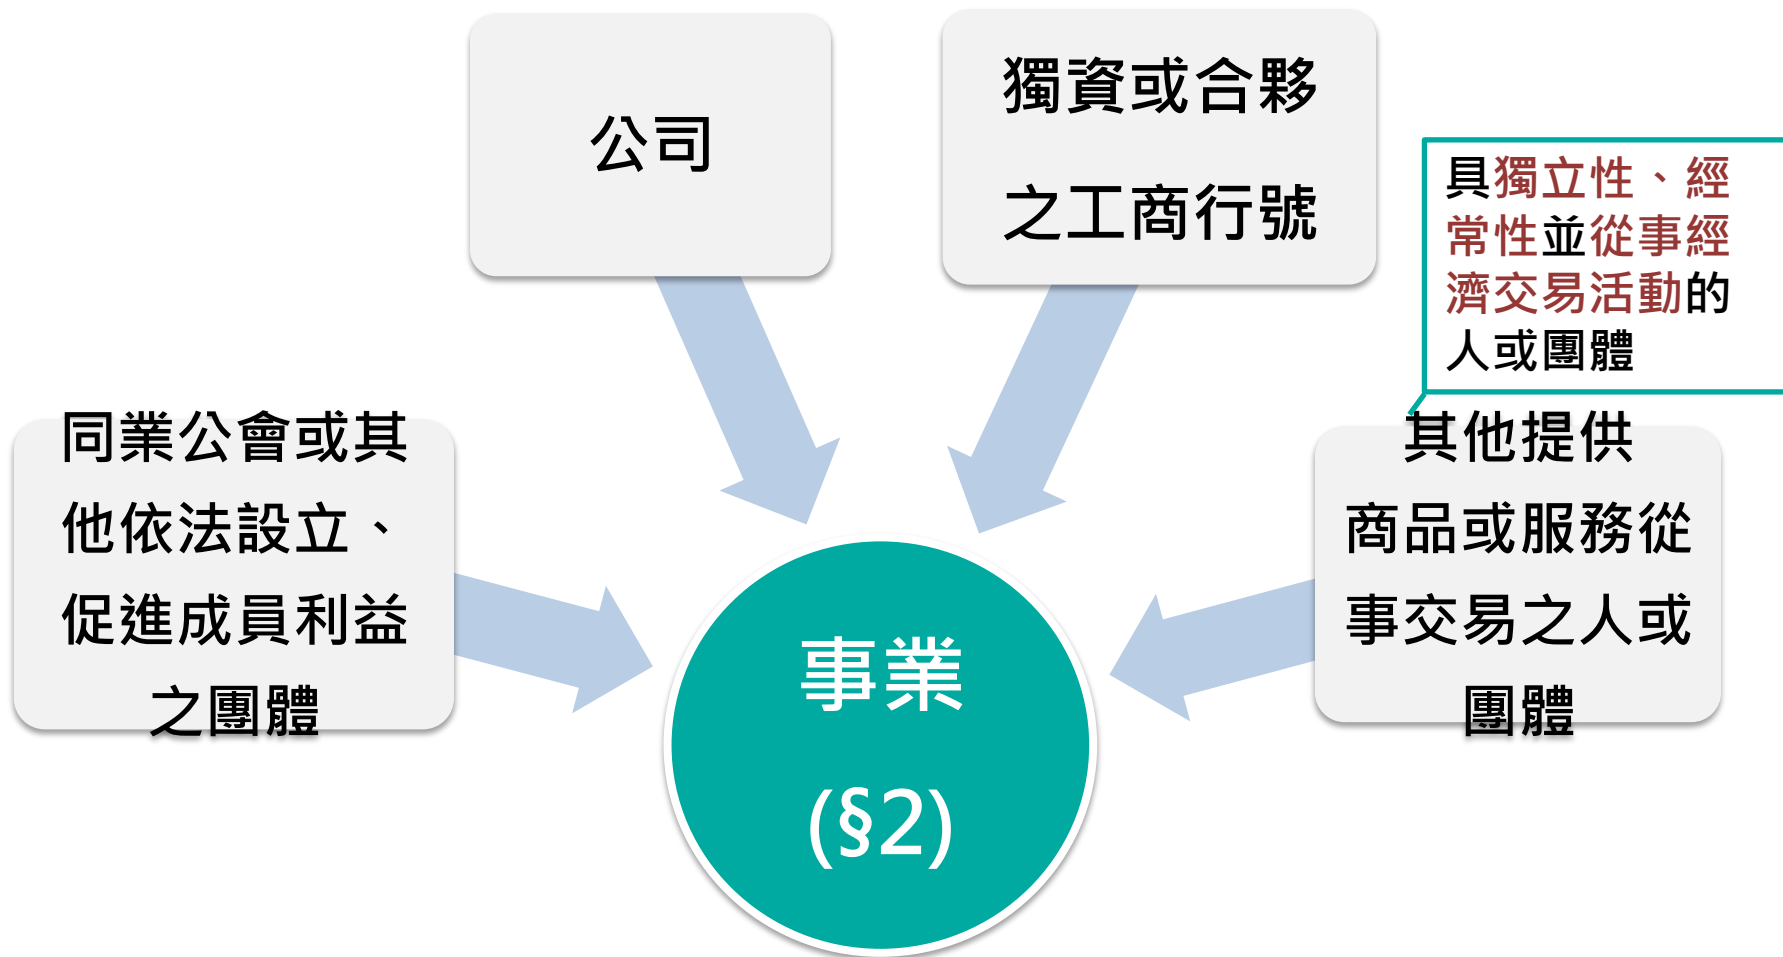 公司
獨資或合夥
之工商行號
具獨立性、經
常性並從事經
濟交易活動的
人或團體
同業公會或其
他依法設立、
促進成員利益
之團體
其他提供
商品或服務從
事交易之人或
團體
事業
(§2)